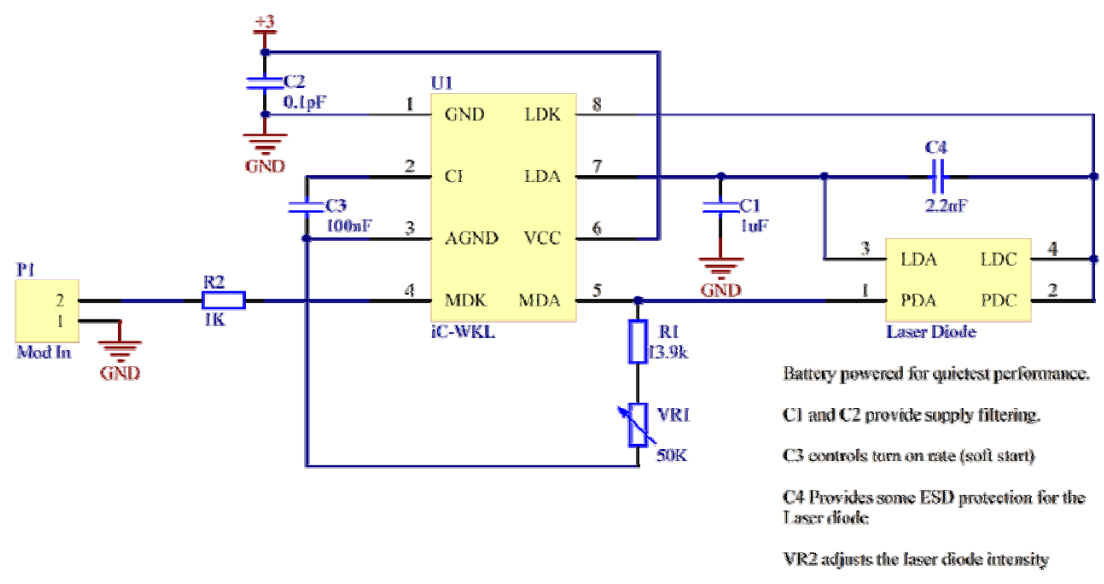 +3
C2
0.1pF
GND
U1
1 GND LDK 8
2 CI LDA 7
3 AGND VCC 6
4 MDK MDA 5
iC-WKL
C3
100nF
P1
2
1
Mod In
GND
R2
1K
C1
1uF
GND
C4
2.2nF
3 LDA LDC 4
1 PDA PDC 2
Laser Diode
R1
13.9k
VR1
50K
Battery powered for quietest performance.
C1 and C2 provide supply filtering.
C3 controls turn on rate (soft start)
C4 Provides some ESD protection for the
Laser diode
VR2 adjusts the laser diode intensity